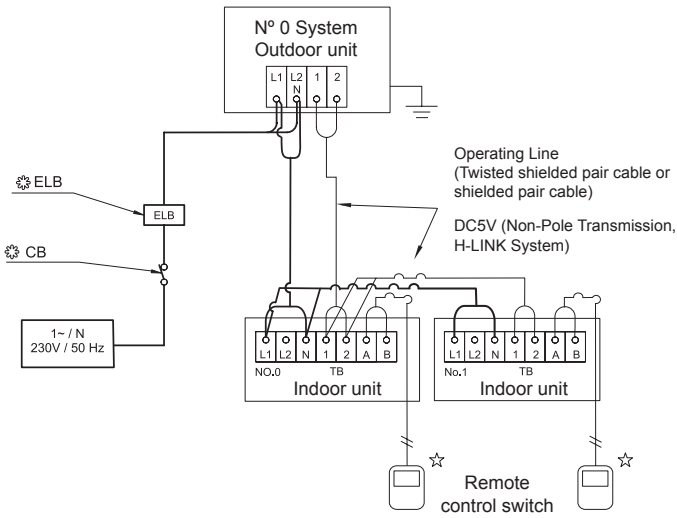 Nº 0 System
Outdoor unit
L1 L2 1 2
N
Operating Line
(Twisted shielded pair cable or
shielded pair cable)
DC5V (Non-Pole Transmission,
H-LINK System)
ELB
ELB
CB
1~ / N
230V / 50 Hz
L1 L2 N 1 2 A B
NO.0 TB
Indoor unit
L1 L2 N 1 2 A B
No.1 TB
Indoor unit
Remote
control switch